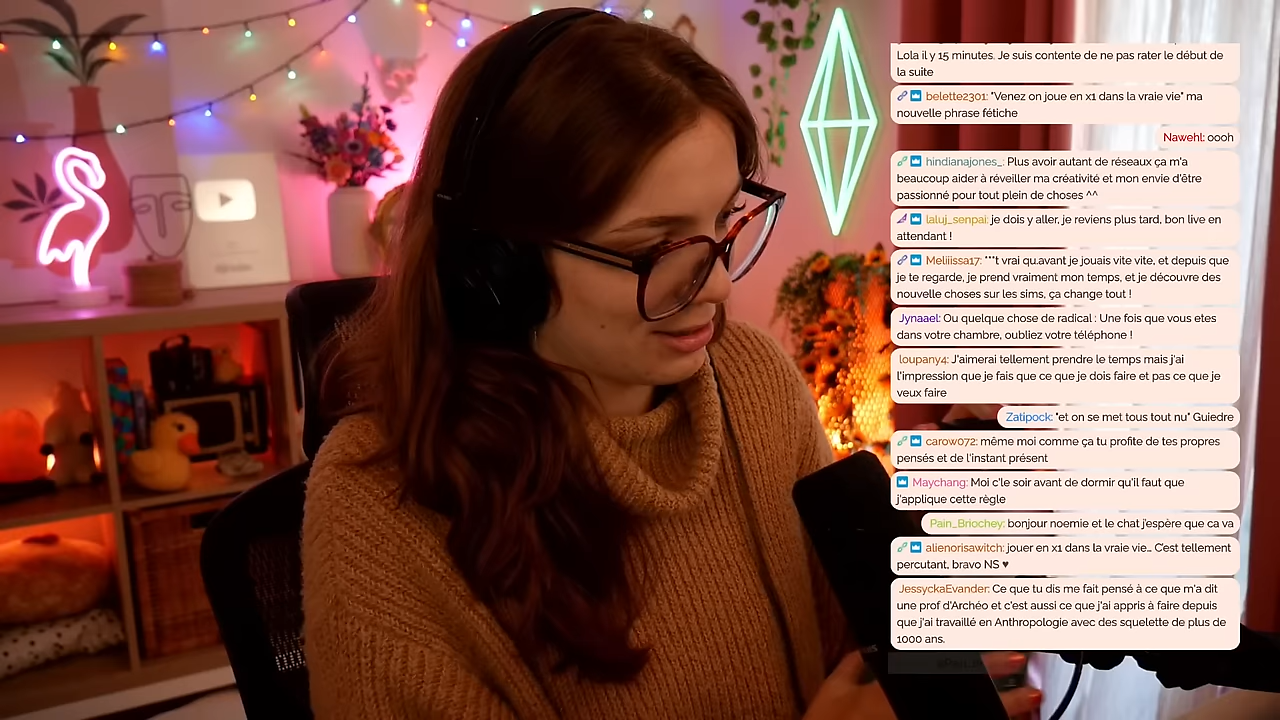 Lola il y 15 minutes. Je suis contente de ne pas rater le début de
la suite
belette2301: "Venez on joue en x1 dans la vraie vie" ma
nouvelle phrase fétiche
Nawehl: oooh
hindianajones_: Plus avoir autant de réseaux ça m'a
beaucoup aider à réveiller ma créativité et mon envie d'être
passionné pour tout plein de choses ^^
laluj_senpai: je dois y aller, je reviens plus tard, bon live en
attendant !
Meliiissa17: ***t vrai qu.avant je jouais vite vite, et depuis que
je te regarde, je prend vraiment mon temps, et je découvre des
nouvelle choses sur les sims, ça change tout !
Jynaael: Ou quelque chose de radical : Une fois que vous etes
dans votre chambre, oubliez votre téléphone !
loupany4: J'aimerai tellement prendre le temps mais j'ai
l'impression que je fais que ce que je dois faire et pas ce que je
veux faire
Zatipock: "et on se met tous tout nu" Guiedre
carow072: même moi comme ça tu profite de tes propres
pensés et de l'instant présent
Maychang: Moi c'le soir avant de dormir qu'il faut que
j'applique cette règle
Pain_Briochey: bonjour noemie et le chat j'espère que ca va
alienorisawitch: jouer en x1 dans la vraie vie... C'est tellement
percutant, bravo NS ♥
JessyckaEvander: Ce que tu dis me fait pensé à ce que m'a dit
une prof d'Archéo et c'est aussi ce que j'ai appris à faire depuis
que j'ai travaillé en Anthropologie avec des squelette de plus de
1000 ans.